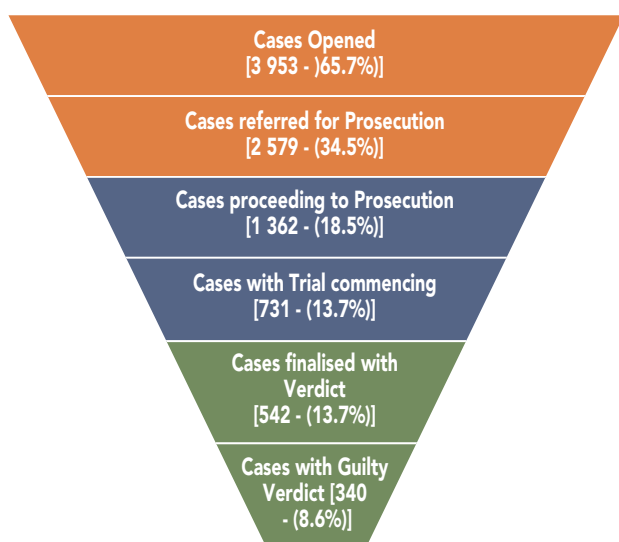 Cases Opened
[3 953 - )65.7%)]
Cases referred for Prosecution
[2 579 - (34.5%)]
Cases proceeding to Prosecution
[1 362 - (18.5%)]
Cases with Trial commencing
[731 - (13.7%)]
Cases finalised with
Verdict
[542 - (13.7%)]
Cases with Guilty
Verdict [340
- (8.6%)]